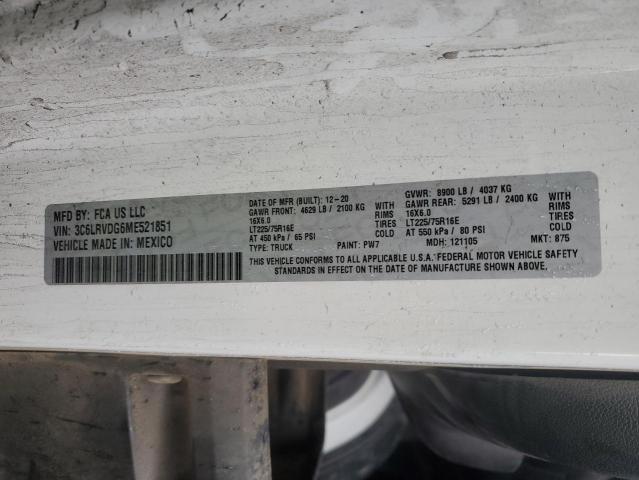 MFD BY: FCA US LLC
VIN: 3C6LRVDG6ME521851
VEHICLE MADE IN: MEXICO
DATE OF MFR (BUILT): 12-20
GAWR FRONT: 4629 LB / 2100 KG WITH
16X6.0 RIMS
LT225/75R16E TIRES
AT 450 kPa / 65 PSI COLD
TYPE: TRUCK PAINT: PW7
GVWR: 8900 LB / 4037 KG
GAWR REAR: 5291 LB / 2400 KG WITH
16X6.0 RIMS
LT225/75R16E TIRES
AT 550 kPa / 80 PSI COLD
MDH: 121105 MKT: 875
THIS VEHICLE CONFORMS TO ALL APPLICABLE U.S.A. FEDERAL MOTOR VEHICLE SAFETY
STANDARDS IN EFFECT ON THE DATE OF MANUFACTURE SHOWN ABOVE.